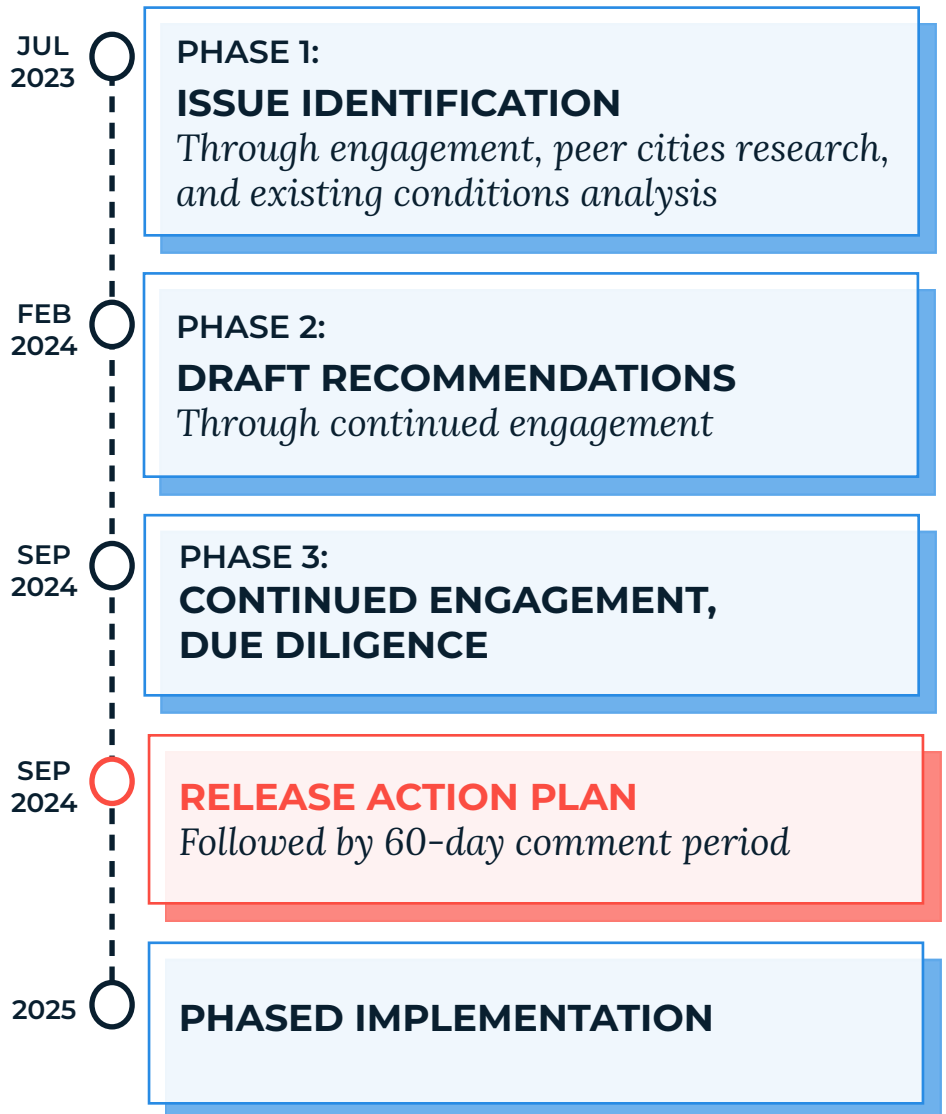 JUL
2023
PHASE 1:
ISSUE IDENTIFICATION
Through engagement, peer cities research,
and existing conditions analysis
FEB
2024
PHASE 2:
DRAFT RECOMMENDATIONS
Through continued engagement
SEP
2024
PHASE 3:
CONTINUED ENGAGEMENT,
DUE DILIGENCE
SEP
2024
RELEASE ACTION PLAN
Followed by 60-day comment period
2025
PHASED IMPLEMENTATION